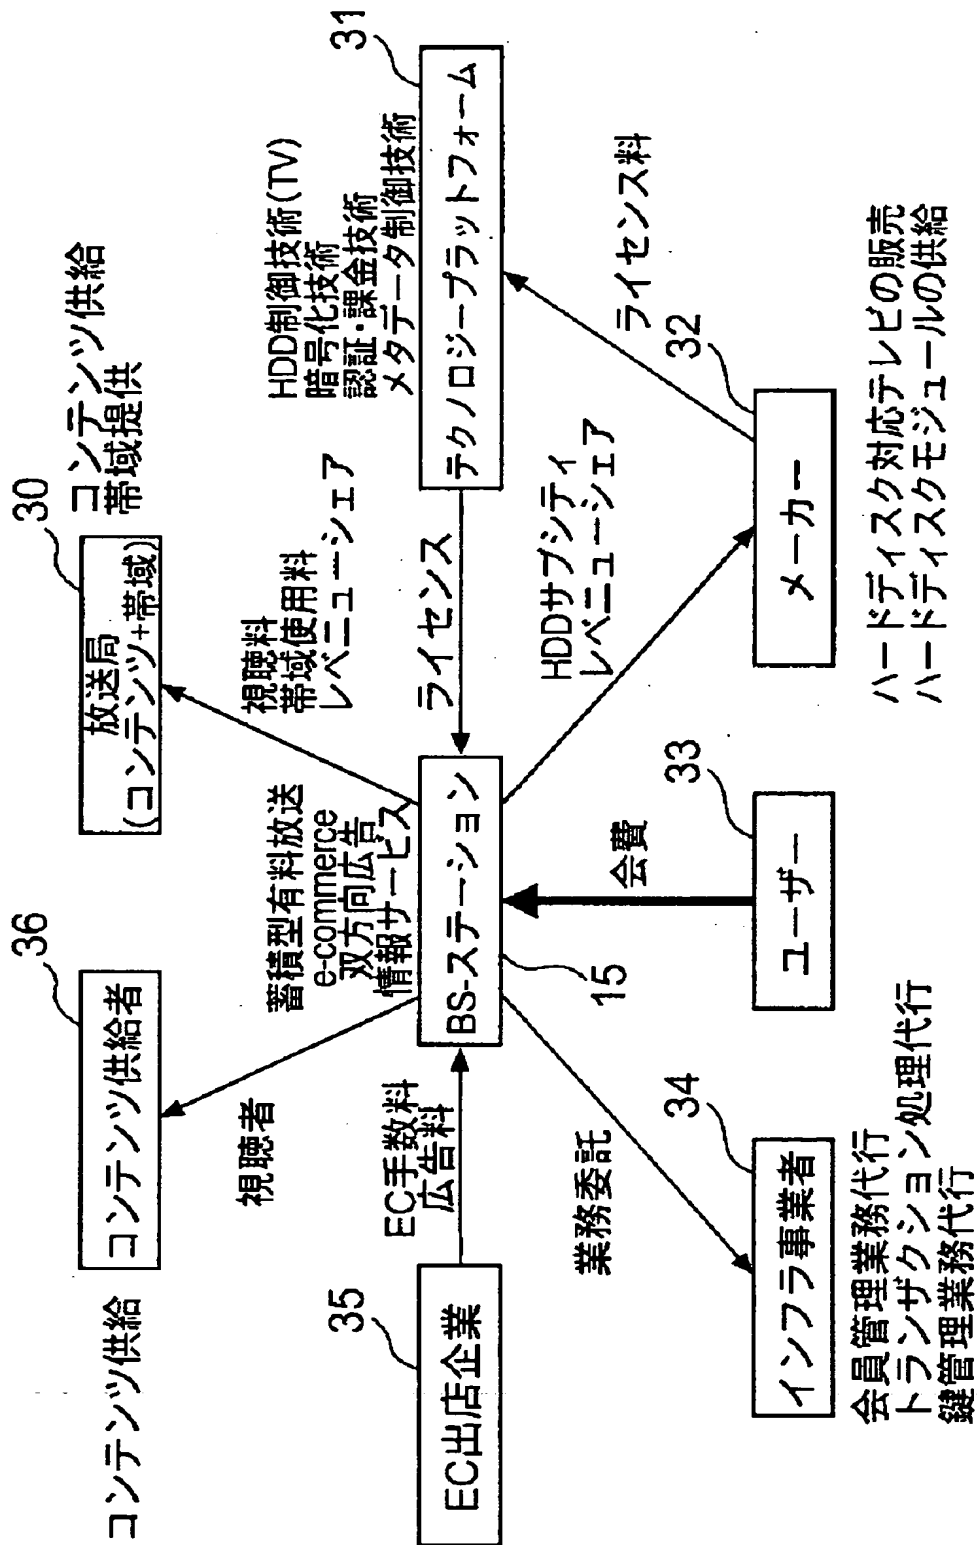 コンテンツ供給
36
コンテンツ供給者
30
放送局
(コンテンツ+帯域)
コンテンツ供給
帯域提供
視聴者
蓄積型有料放送
e-commerce
双方向広告
情報サービス
視聴料
帯域使用料
レベニューシェア
HDD制御技術(TV)
暗号化技術
認証・課金技術
メタデータ制御技術
31
35
EC出店企業
EC手数料
広告料
BS-ステーション
15
ライセンス
テクノロジープラットフォーム
業務委託
会費
HDDサブシディ
レベニューシェア
ライセンス料
34
インフラ事業者
33
ユーザー
32
メーカー
会員管理業務代行
トランザクション処理代行
鍵管理業務代行
ハードディスク対応テレビの販売
ハードディスクモジュールの供給